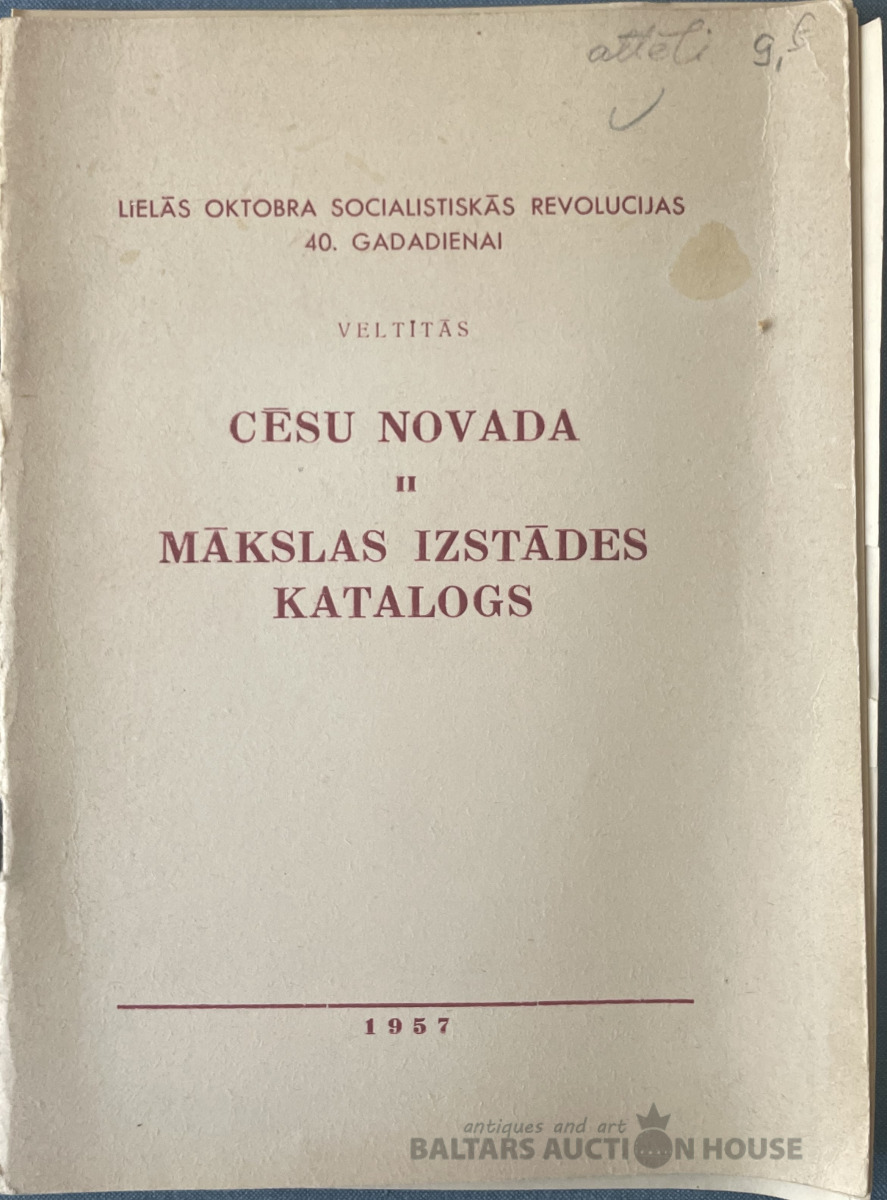 attēli 9,
LIELĀS OKTOBRA SOCIALISTISKĀS REVOLUCIJAS
40. GADADIENAI
VELTĪTĀS
CĒSU NOVADA
II
MĀKSLAS IZSTĀDES
KATALOGS
1957
antiques and art
BALTARS AUCTION HOUSE